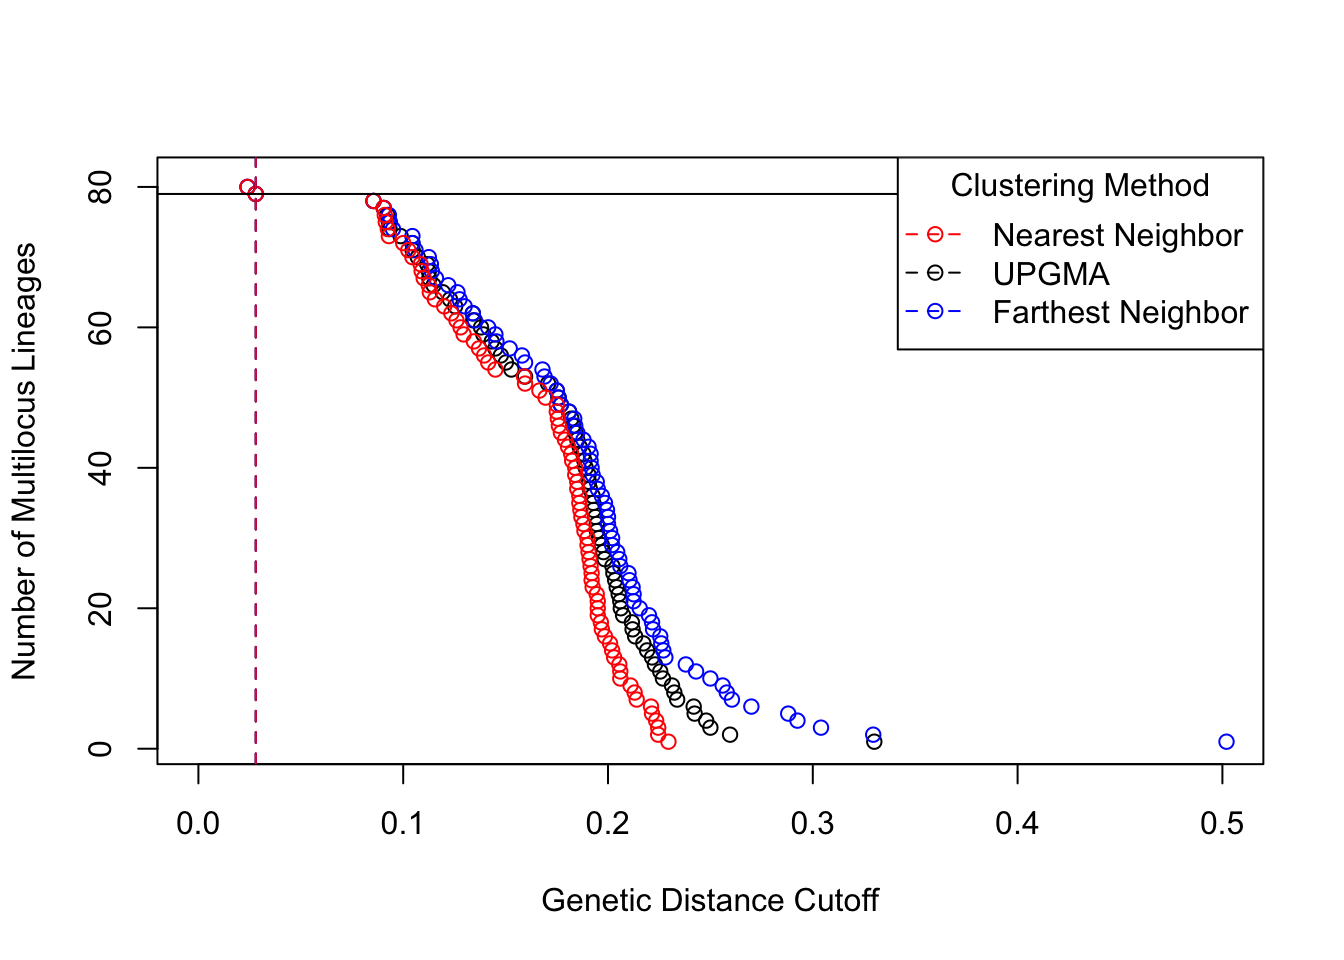 Clustering Method
Nearest Neighbor
UPGMA
Farthest Neighbor
Number of Multilocus Lineages
80
60
40
20
0
0.0 0.1 0.2 0.3 0.4 0.5
Genetic Distance Cutoff